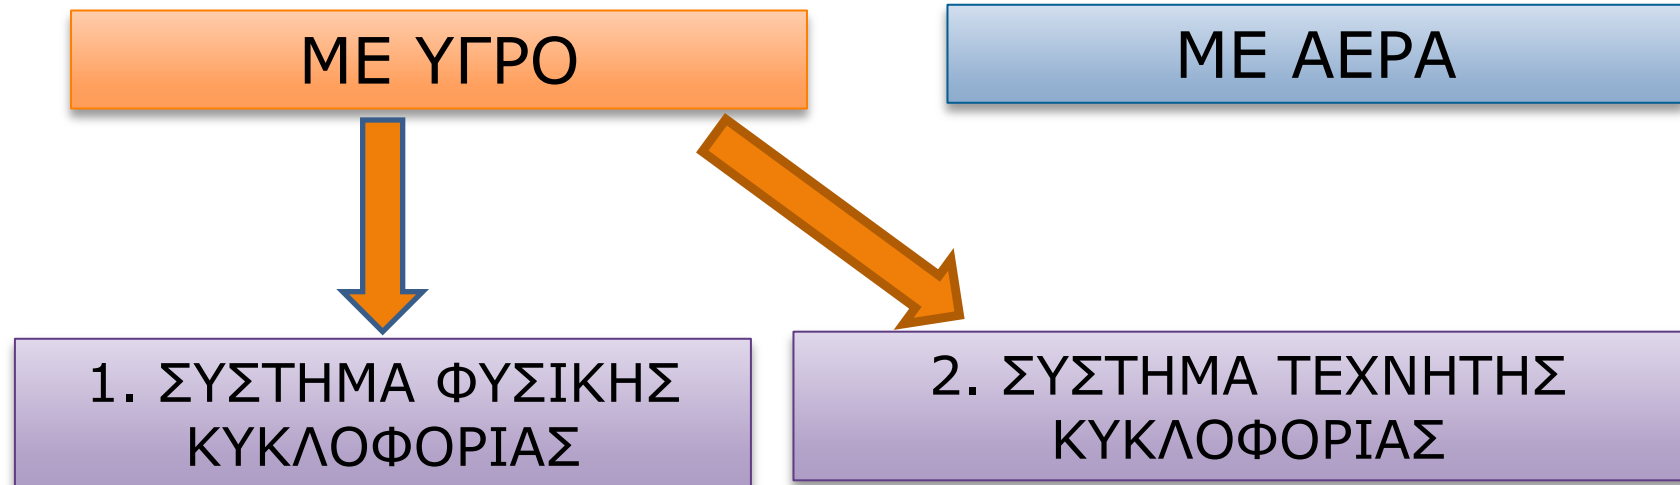 ΜΕ ΥΓΡΟ
ΜΕ ΑΕΡΑ
1. ΣΥΣΤΗΜΑ ΦΥΣΙΚΗΣ
ΚΥΚΛΟΦΟΡΙΑΣ
2. ΣΥΣΤΗΜΑ ΤΕΧΝΗΤΗΣ
ΚΥΚΛΟΦΟΡΙΑΣ